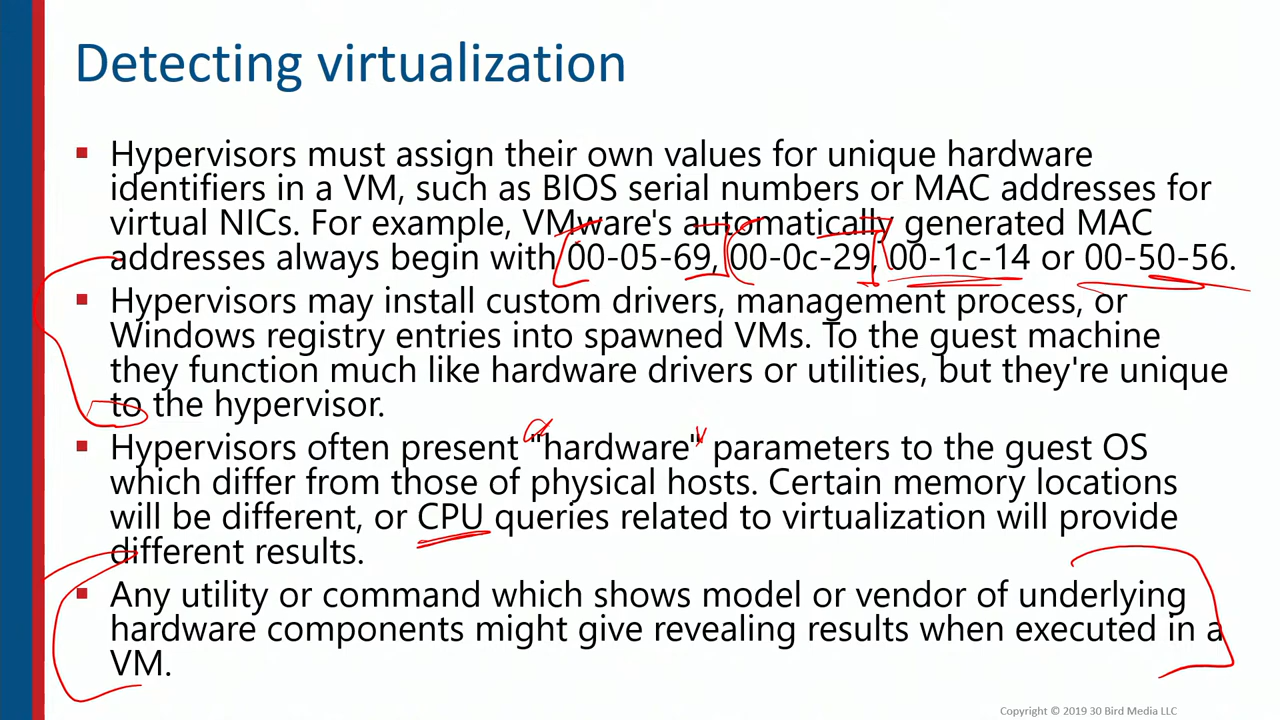 Detecting virtualization
▪ Hypervisors must assign their own values for unique hardware
identifiers in a VM, such as BIOS serial numbers or MAC addresses for
virtual NICs. For example, VMware's automatically generated MAC
addresses always begin with 00-05-69, 00-0c-29, 00-1c-14 or 00-50-56.
▪ Hypervisors may install custom drivers, management process, or
Windows registry entries into spawned VMs. To the guest machine
they function much like hardware drivers or utilities, but they're unique
to the hypervisor.
▪ Hypervisors often present "hardware" parameters to the guest OS
which differ from those of physical hosts. Certain memory locations
will be different, or CPU queries related to virtualization will provide
different results.
▪ Any utility or command which shows model or vendor of underlying
hardware components might give revealing results when executed in a
VM.
Copyright © 2019 30 Bird Media LLC